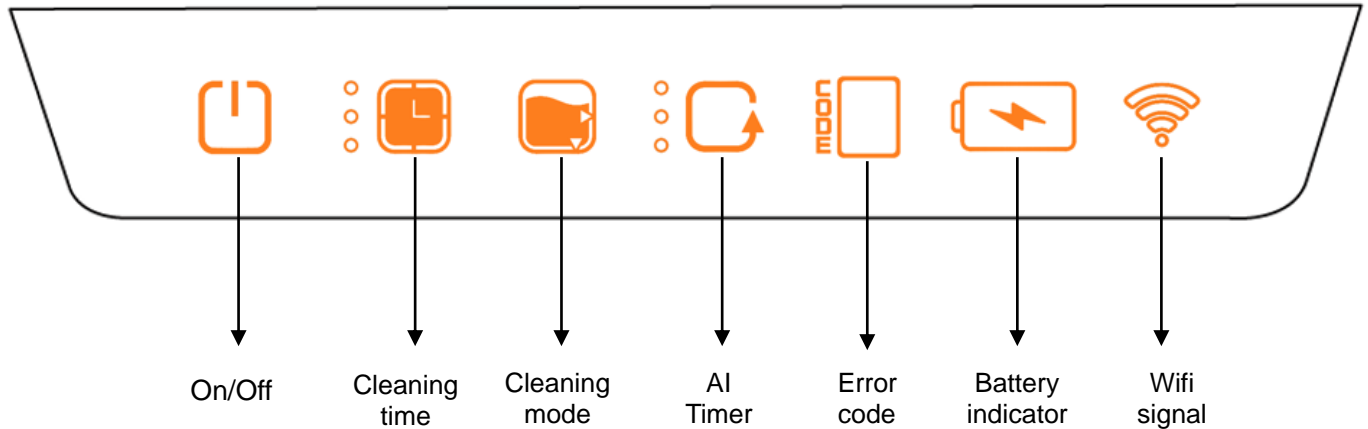 CODE
On/Off
Cleaning
time
Cleaning
mode
AI
Timer
Error
code
Battery
indicator
Wifi
signal